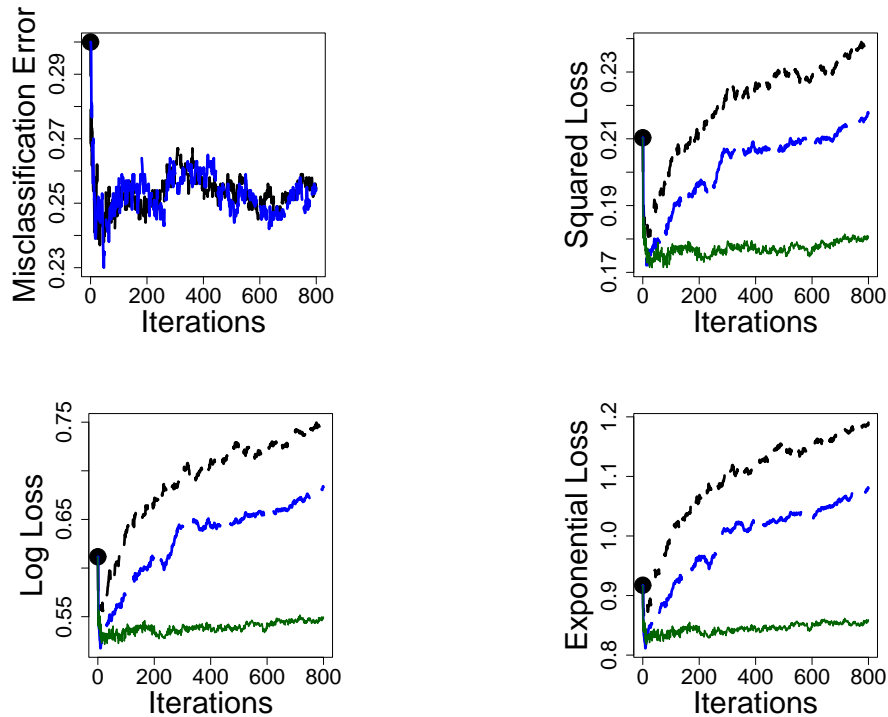 Misclassification Error
0.29
0.27
0.25
0.23
0 200 400 600 800
Iterations
Squared Loss
0.23
0.21
0.19
0.17
0 200 400 600 800
Iterations
Log Loss
0.75
0.65
0.55
0 200 400 600 800
Iterations
Exponential Loss
1.2
1.1
1.0
0.9
0.8
0 200 400 600 800
Iterations